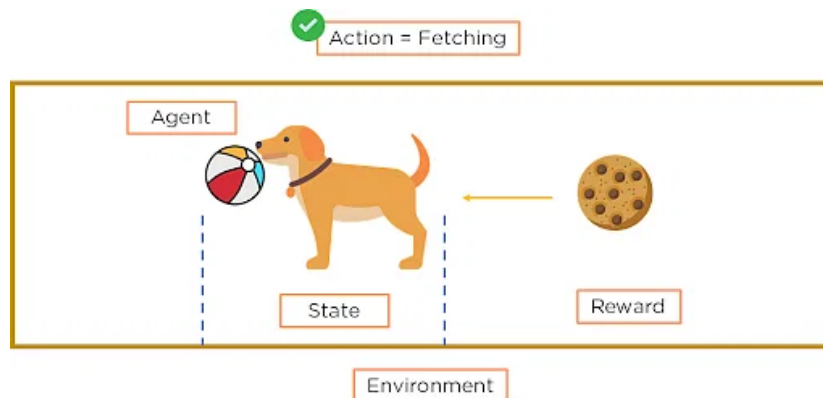 Action = Fetching
Agent
State
Reward
Environment